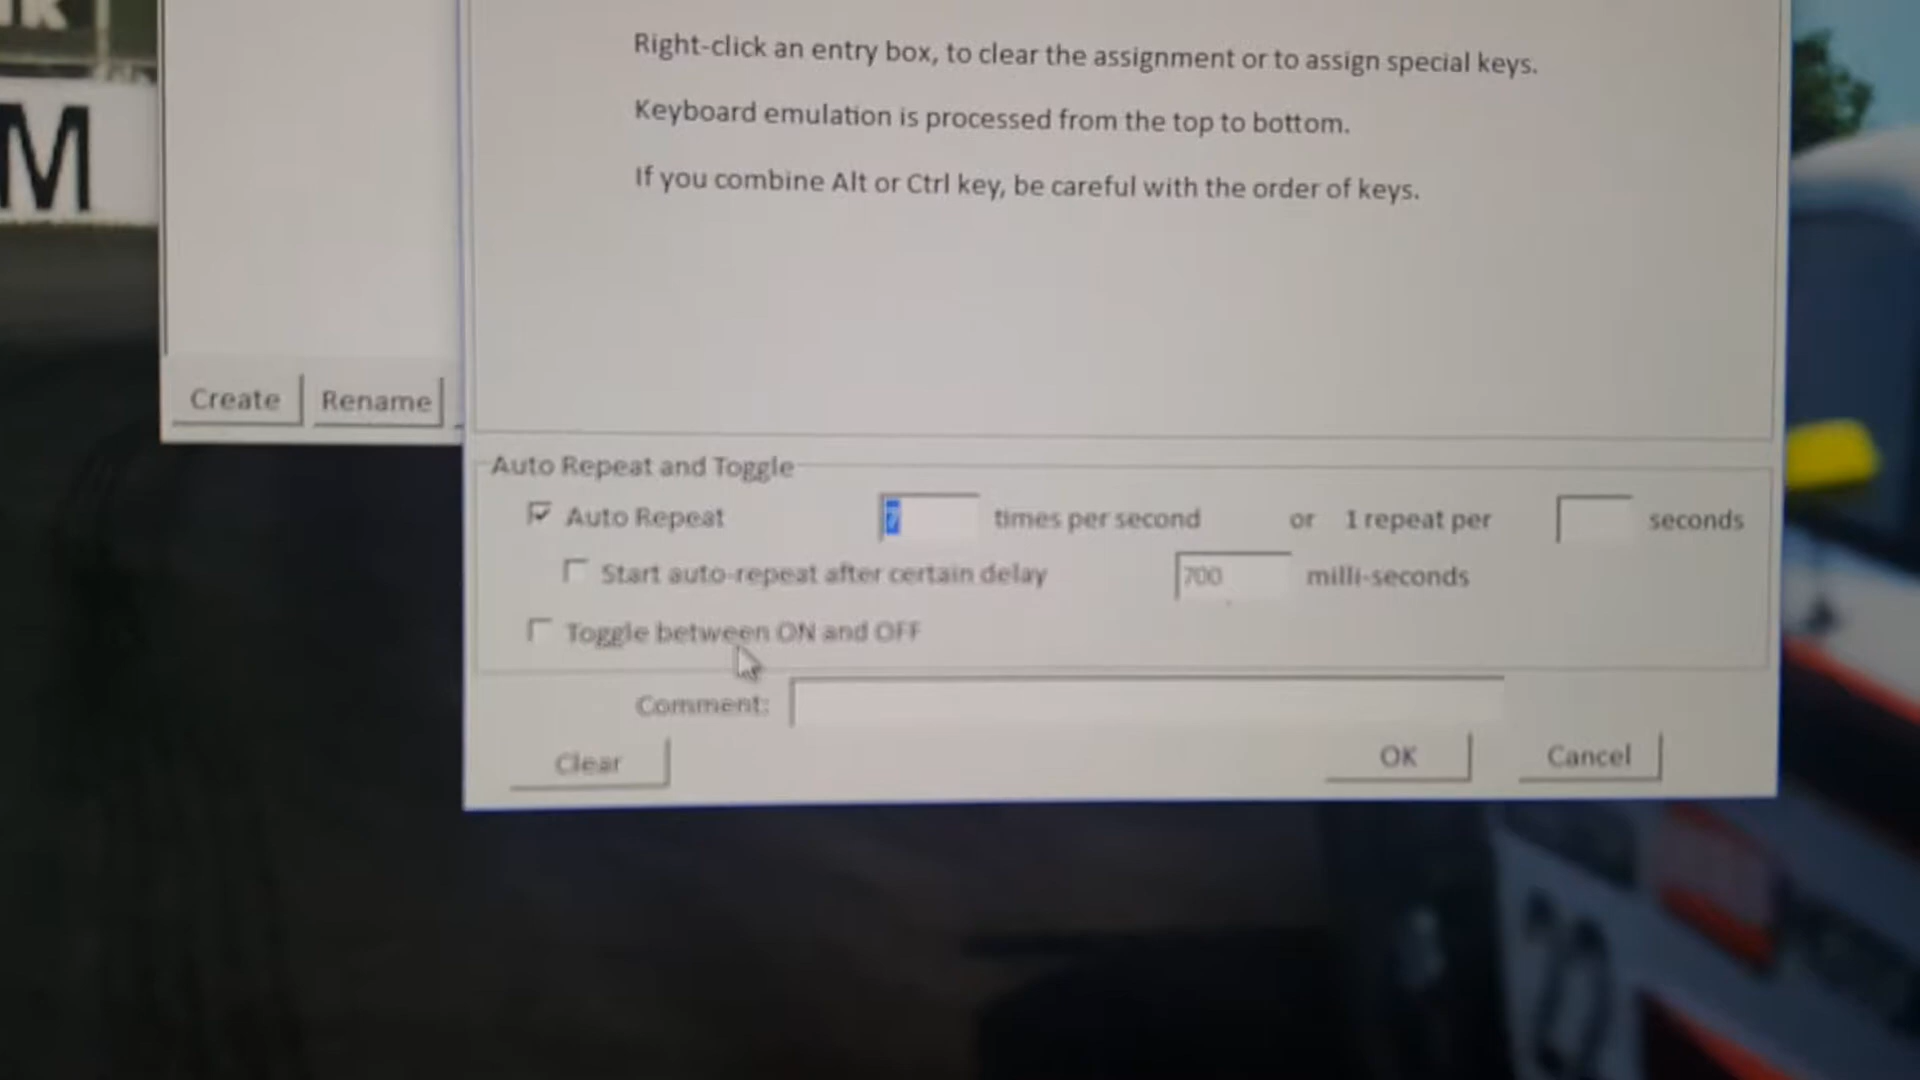 M
Right-click an entry box, to clear the assignment or to assign special keys.
Keyboard emulation is processed from the top to bottom.
If you combine Alt or Ctrl key, be careful with the order of keys.
Create Rename
Auto Repeat and Toggle
Auto Repeat 7 times per second or 1 repeat per seconds
Start auto-repeat after certain delay 700 milli-seconds
Toggle between ON and OFF
Comment:
Clear OK Cancel